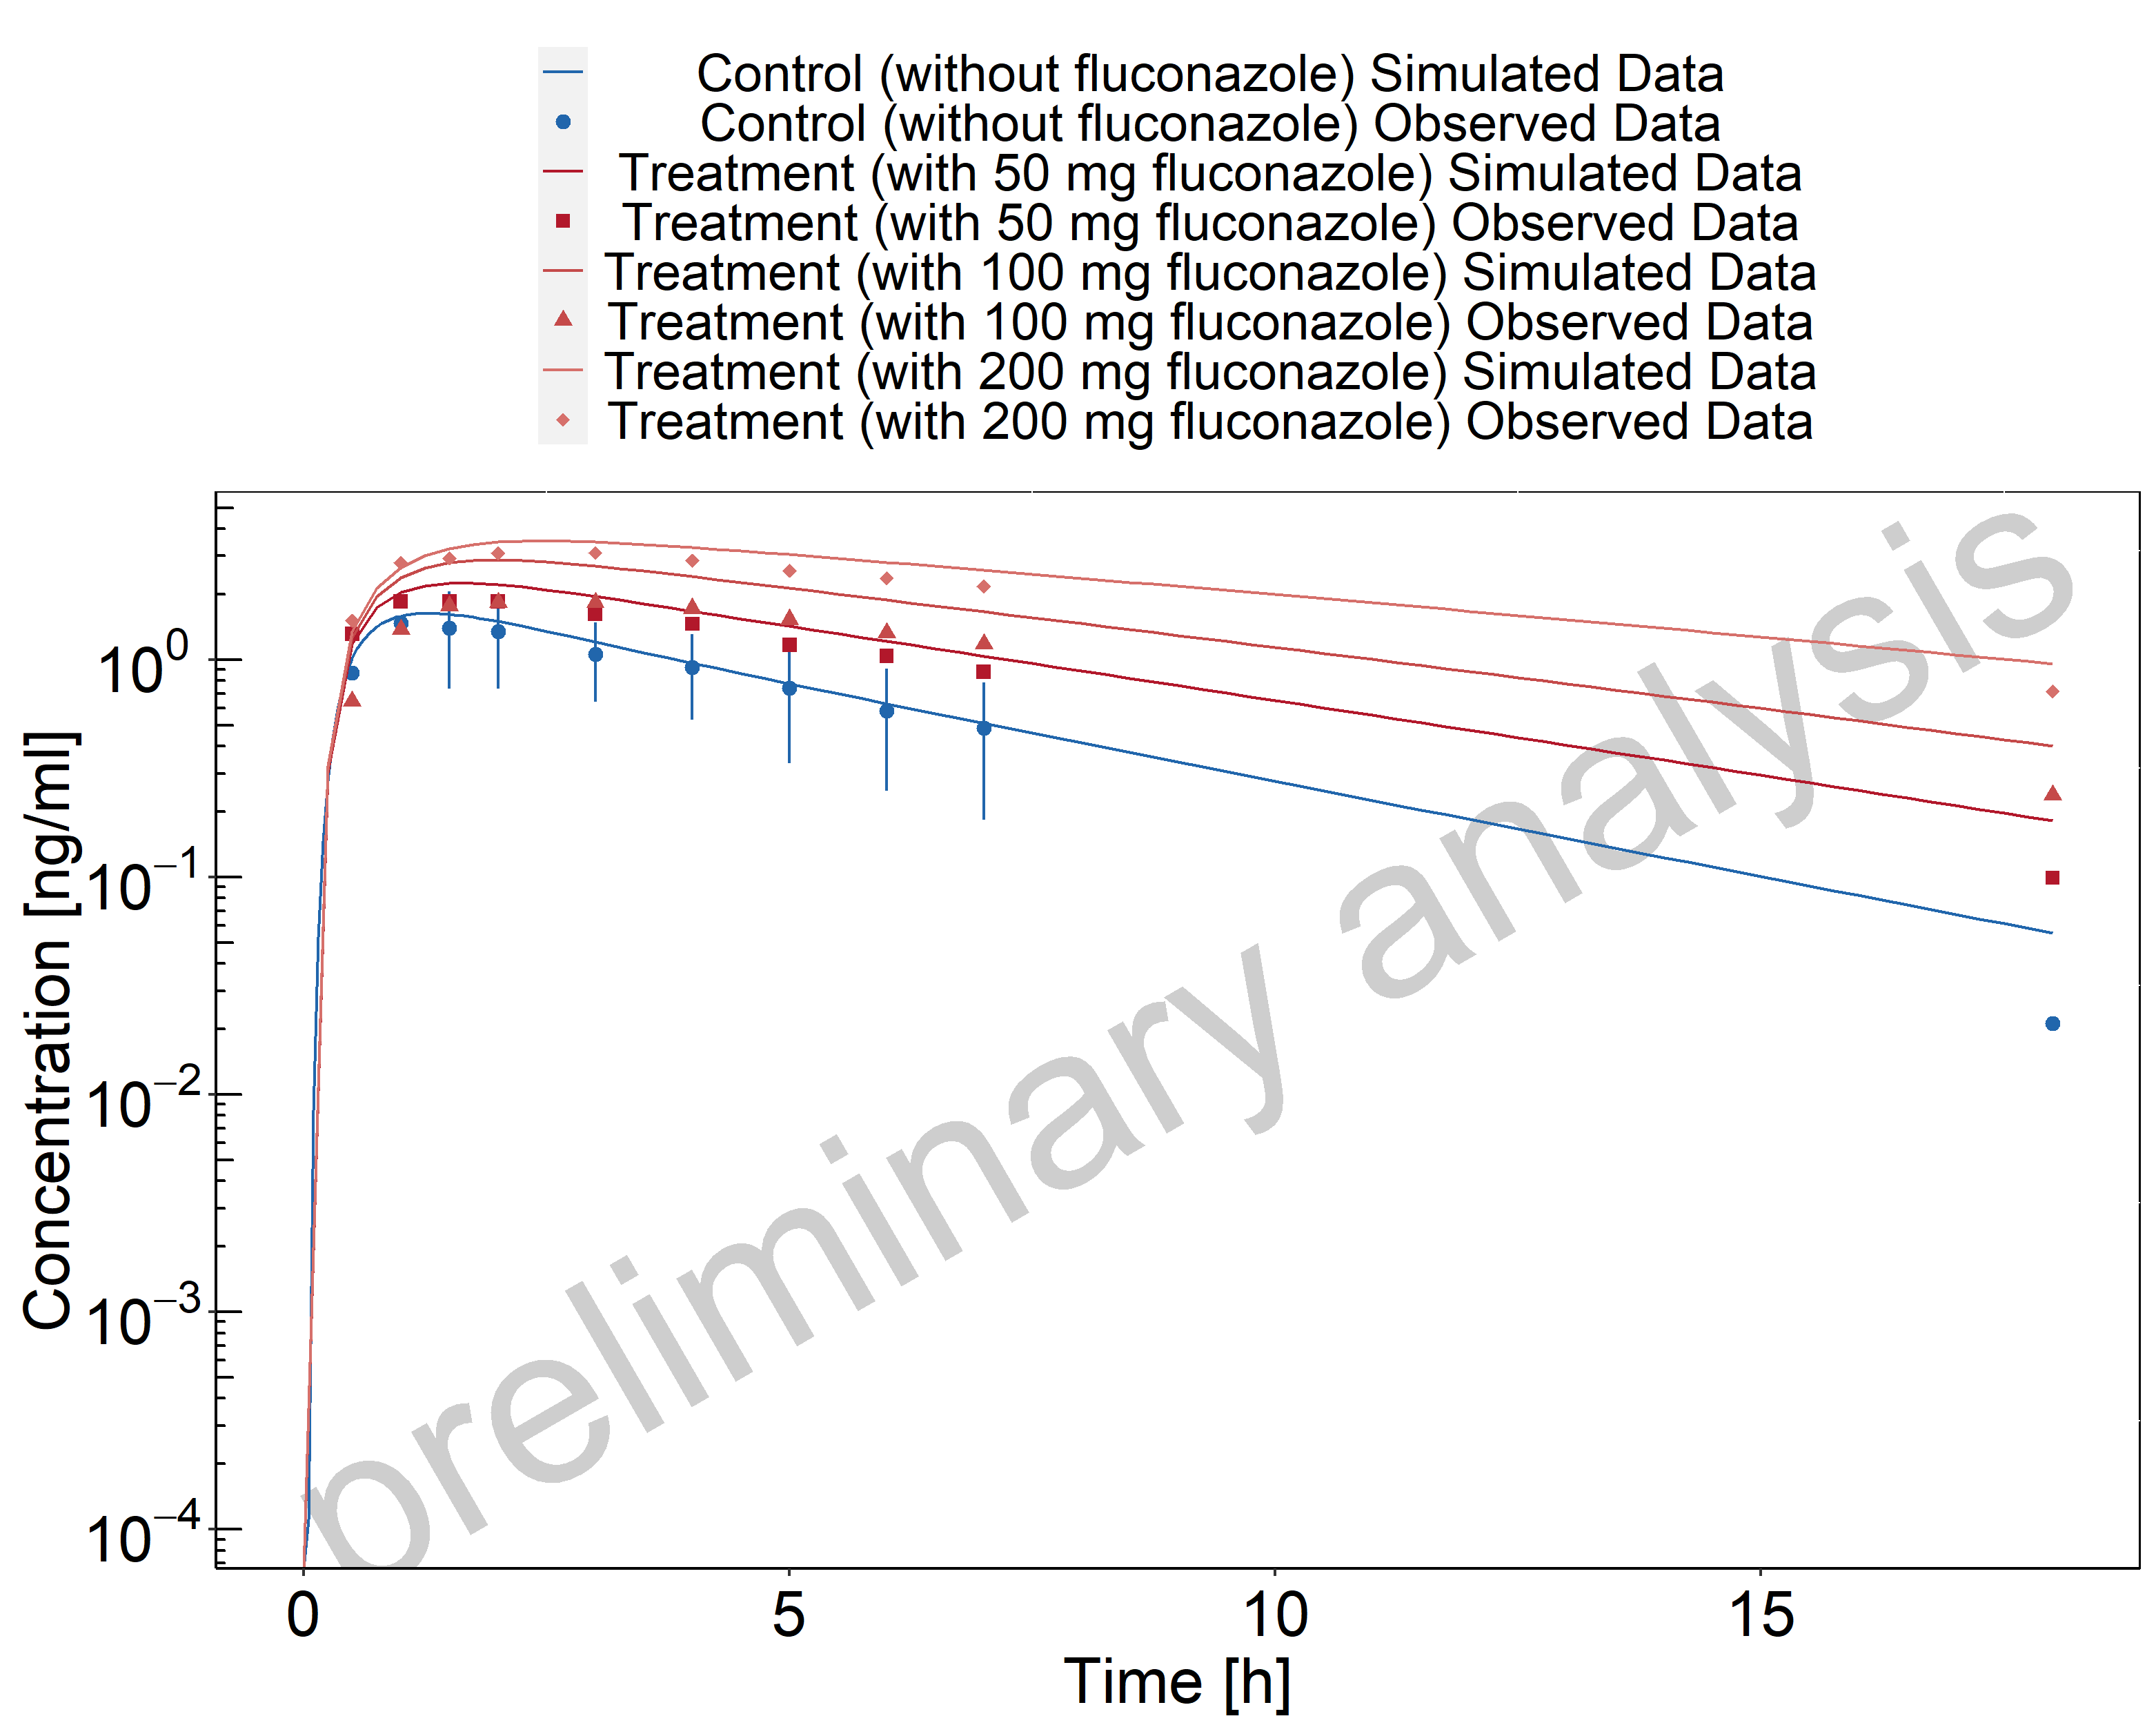 Control (without fluconazole) Simulated Data
Control (without fluconazole) Observed Data
Treatment (with 50 mg fluconazole) Simulated Data
Treatment (with 50 mg fluconazole) Observed Data
Treatment (with 100 mg fluconazole) Simulated Data
Treatment (with 100 mg fluconazole) Observed Data
Treatment (with 200 mg fluconazole) Simulated Data
Treatment (with 200 mg fluconazole) Observed Data
Concentration [ng/ml]
10⁰
10⁻¹
10⁻²
10⁻³
10⁻⁴
preliminary analysis
0 5 10 15
Time [h]